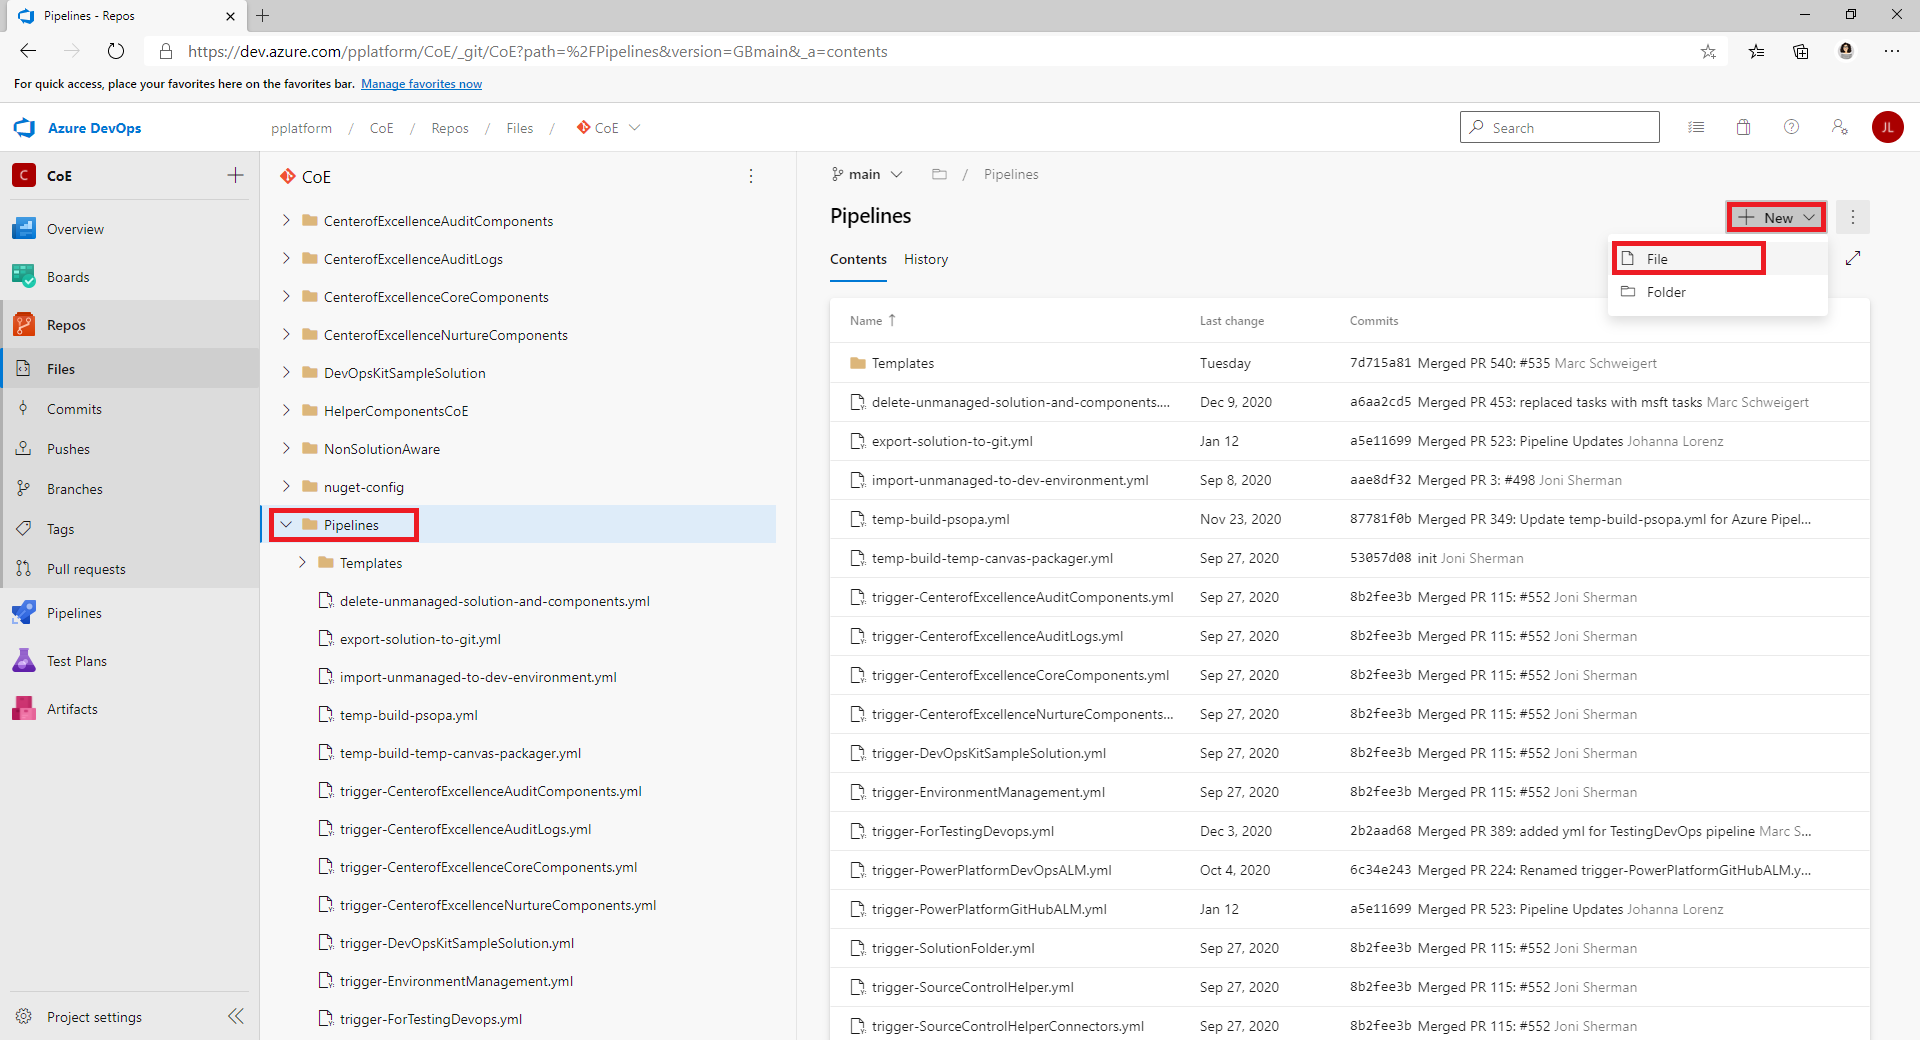 Pipelines - Repos
https://dev.azure.com/pplatform/CoE/_git/CoE?path=%2FPipelines&version=GBmain&_a=contents
For quick access, place your favorites here on the favorites bar. Manage favorites now
Azure DevOps
pplatform / CoE / Repos / Files / CoE
Search
JL
C CoE
Overview
Boards
Repos
Files
Commits
Pushes
Branches
Tags
Pull requests
Pipelines
Test Plans
Artifacts
Project settings
CoE
CenterofExcellenceAuditComponents
CenterofExcellenceAuditLogs
CenterofExcellenceCoreComponents
CenterofExcellenceNurtureComponents
DevOpsKitSampleSolution
HelperComponentsCoE
NonSolutionAware
nuget-config
Pipelines
Templates
delete-unmanaged-solution-and-components.yml
export-solution-to-git.yml
import-unmanaged-to-dev-environment.yml
temp-build-psopa.yml
temp-build-temp-canvas-packager.yml
trigger-CenterofExcellenceAuditComponents.yml
trigger-CenterofExcellenceAuditLogs.yml
trigger-CenterofExcellenceCoreComponents.yml
trigger-CenterofExcellenceNurtureComponents.yml
trigger-DevOpsKitSampleSolution.yml
trigger-EnvironmentManagement.yml
trigger-ForTestingDevops.yml
main / Pipelines
Pipelines
New
File
Folder
Contents History
Name Last change Commits
Templates Tuesday 7d715a81 Merged PR 540: #535 Marc Schweigert
delete-unmanaged-solution-and-components.... Dec 9, 2020 a6aa2cd5 Merged PR 453: replaced tasks with msft tasks Marc Schweigert
export-solution-to-git.yml Jan 12 a5e11699 Merged PR 523: Pipeline Updates Johanna Lorenz
import-unmanaged-to-dev-environment.yml Sep 8, 2020 aae8df32 Merged PR 3: #498 Joni Sherman
temp-build-psopa.yml Nov 23, 2020 87781f0b Merged PR 349: Update temp-build-psopa.yml for Azure Pipel...
temp-build-temp-canvas-packager.yml Sep 27, 2020 53057d08 init Joni Sherman
trigger-CenterofExcellenceAuditComponents.yml Sep 27, 2020 8b2fee3b Merged PR 115: #552 Joni Sherman
trigger-CenterofExcellenceAuditLogs.yml Sep 27, 2020 8b2fee3b Merged PR 115: #552 Joni Sherman
trigger-CenterofExcellenceCoreComponents.yml Sep 27, 2020 8b2fee3b Merged PR 115: #552 Joni Sherman
trigger-CenterofExcellenceNurtureComponents... Sep 27, 2020 8b2fee3b Merged PR 115: #552 Joni Sherman
trigger-DevOpsKitSampleSolution.yml Sep 27, 2020 8b2fee3b Merged PR 115: #552 Joni Sherman
trigger-EnvironmentManagement.yml Sep 27, 2020 8b2fee3b Merged PR 115: #552 Joni Sherman
trigger-ForTestingDevops.yml Dec 3, 2020 2b2aad68 Merged PR 389: added yml for TestingDevOps pipeline Marc S...
trigger-PowerPlatformDevOpsALM.yml Oct 4, 2020 6c34e243 Merged PR 224: Renamed trigger-PowerPlatformGitHubALM.y...
trigger-PowerPlatformGitHubALM.yml Jan 12 a5e11699 Merged PR 523: Pipeline Updates Johanna Lorenz
trigger-SolutionFolder.yml Sep 27, 2020 8b2fee3b Merged PR 115: #552 Joni Sherman
trigger-SourceControlHelper.yml Sep 27, 2020 8b2fee3b Merged PR 115: #552 Joni Sherman
trigger-SourceControlHelperConnectors.yml Sep 27, 2020 8b2fee3b Merged PR 115: #552 Joni Sherman